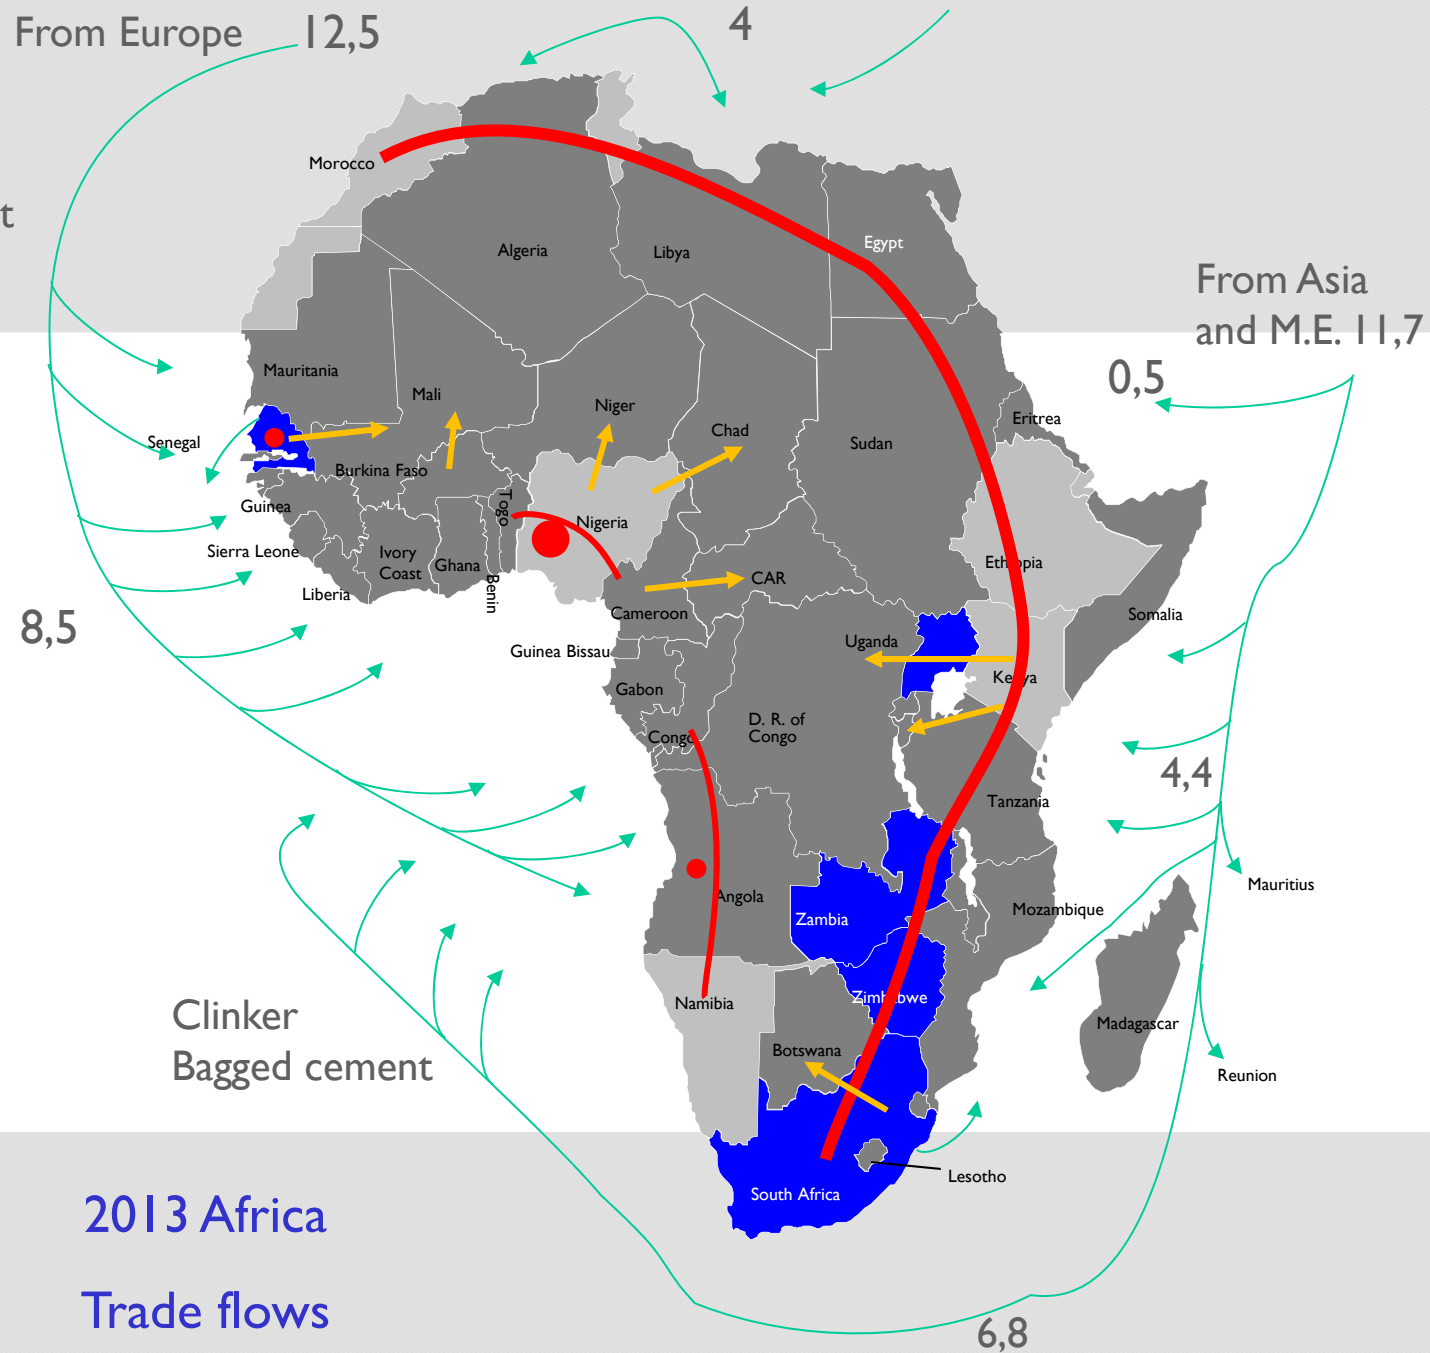 From Europe 12,5
4
t
Morocco
Algeria
Libya
Egypt
From Asia
and M.E. 11,7
0,5
Mauritania
Mali
Niger
Chad
Sudan
Eritrea
Senegal
Burkina Faso
Guinea
Togo
Nigeria
Sierra Leone
Ivory
Coast
Ghana
Benin
Liberia
Ethiopia
CAR
Cameroon
Somalia
8,5
Uganda
Guinea Bissau
Kenya
Gabon
D. R. of
Congo
Congo
4,4
Tanzania
Mauritius
Angola
Zambia
Mozambique
Namibia
Zimbabwe
Clinker
Bagged cement
Madagascar
Botswana
Reunion
Lesotho
South Africa
2013 Africa
Trade flows
6,8